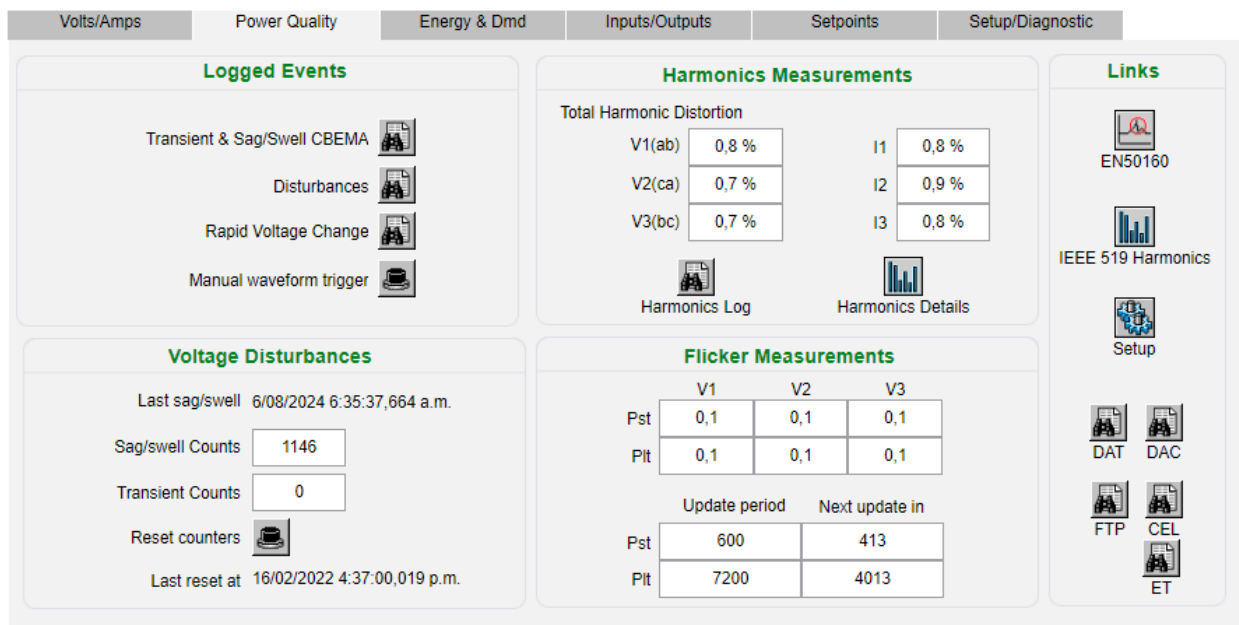 Volts/Amps Power Quality Energy & Dmd Inputs/Outputs Setpoints Setup/Diagnostic
Logged Events
Transient & Sag/Swell CBEMA
Disturbances
Rapid Voltage Change
Manual waveform trigger
Harmonics Measurements
Total Harmonic Distortion
V1(ab) 0,8 % I1 0,8 %
V2(ca) 0,7 % I2 0,9 %
V3(bc) 0,7 % I3 0,8 %
Harmonics Log Harmonics Details
Voltage Disturbances
Last sag/swell 6/08/2024 6:35:37,664 a.m.
Sag/swell Counts 1146
Transient Counts 0
Reset counters
Last reset at 16/02/2022 4:37:00,019 p.m.
Flicker Measurements
V1 V2 V3
Pst 0,1 0,1 0,1
Plt 0,1 0,1 0,1
Update period Next update in
Pst 600 413
Plt 7200 4013
Links
EN50160
IEEE 519 Harmonics
Setup
DAT DAC
FTP CEL
ET